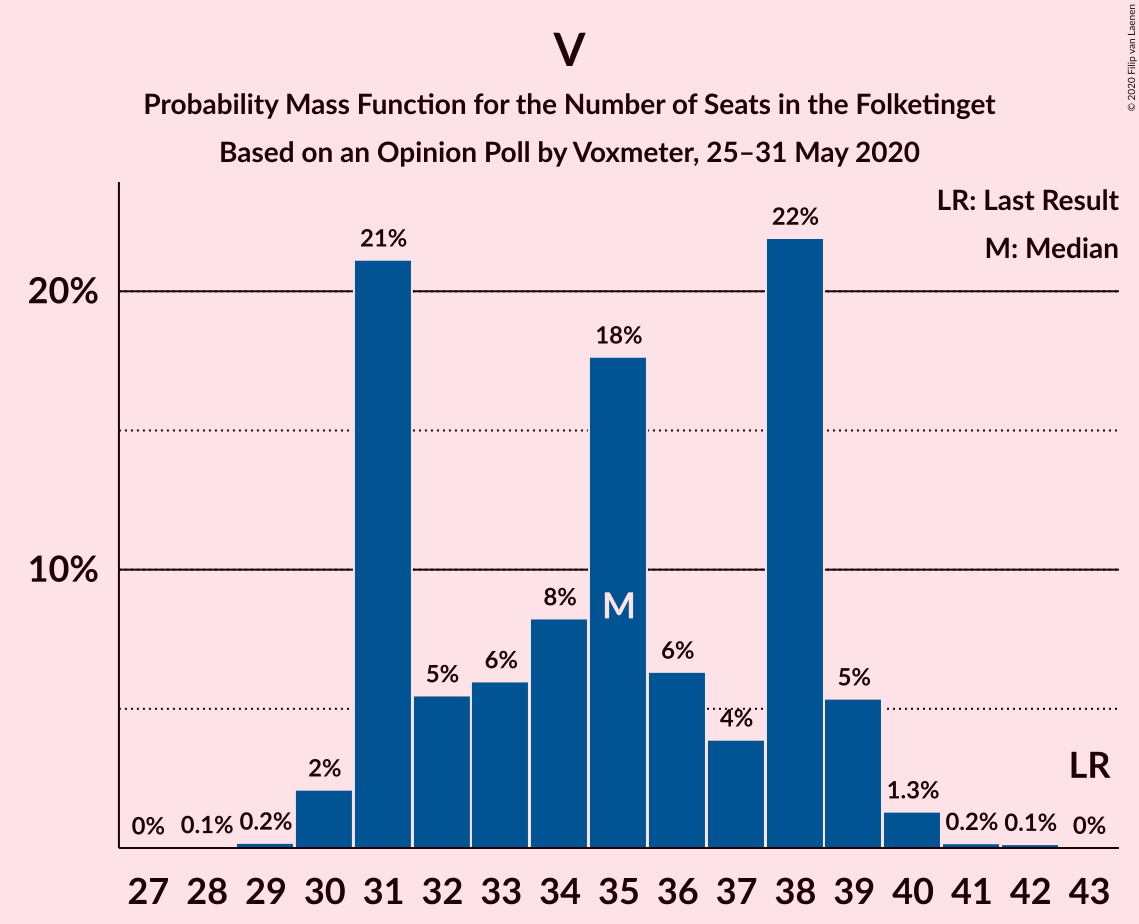 V
Probability Mass Function for the Number of Seats in the Folketinget
Based on an Opinion Poll by Voxmeter, 25–31 May 2020
© 2020 Filip van Laenen
LR: Last Result
M: Median
20%
10%
0%
0.1%
0.2%
2%
21%
5%
6%
8%
18%
6%
4%
22%
5%
1.3%
0.2%
0.1%
0%
M
LR
27 28 29 30 31 32 33 34 35 36 37 38 39 40 41 42 43